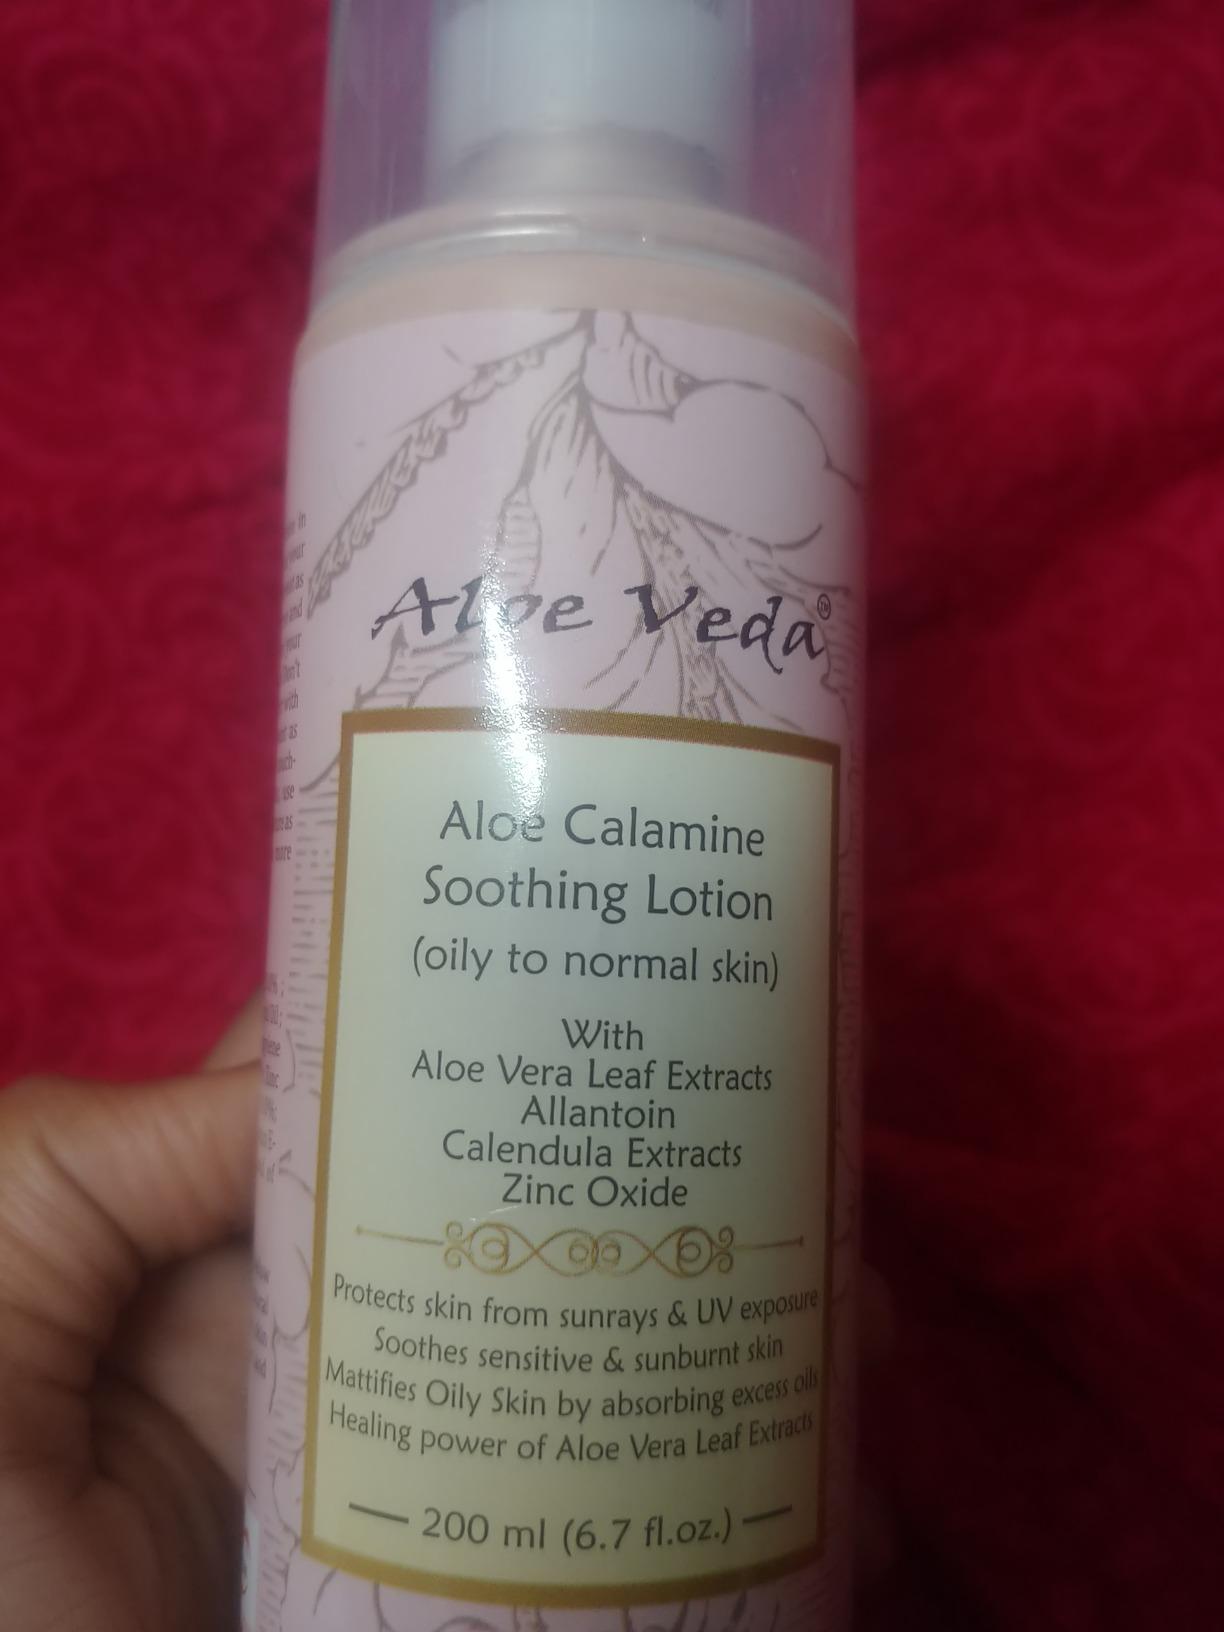 Aloe Veda™
Aloe Calamine
Soothing Lotion
(oily to normal skin)
With
Aloe Vera Leaf Extracts
Allantoin
Calendula Extracts
Zinc Oxide
Protects skin from sunrays & UV exposure
Soothes sensitive & sunburnt skin
Mattifies Oily Skin by absorbing excess oils
Healing power of Aloe Vera Leaf Extracts
200 ml (6.7 fl.oz.)